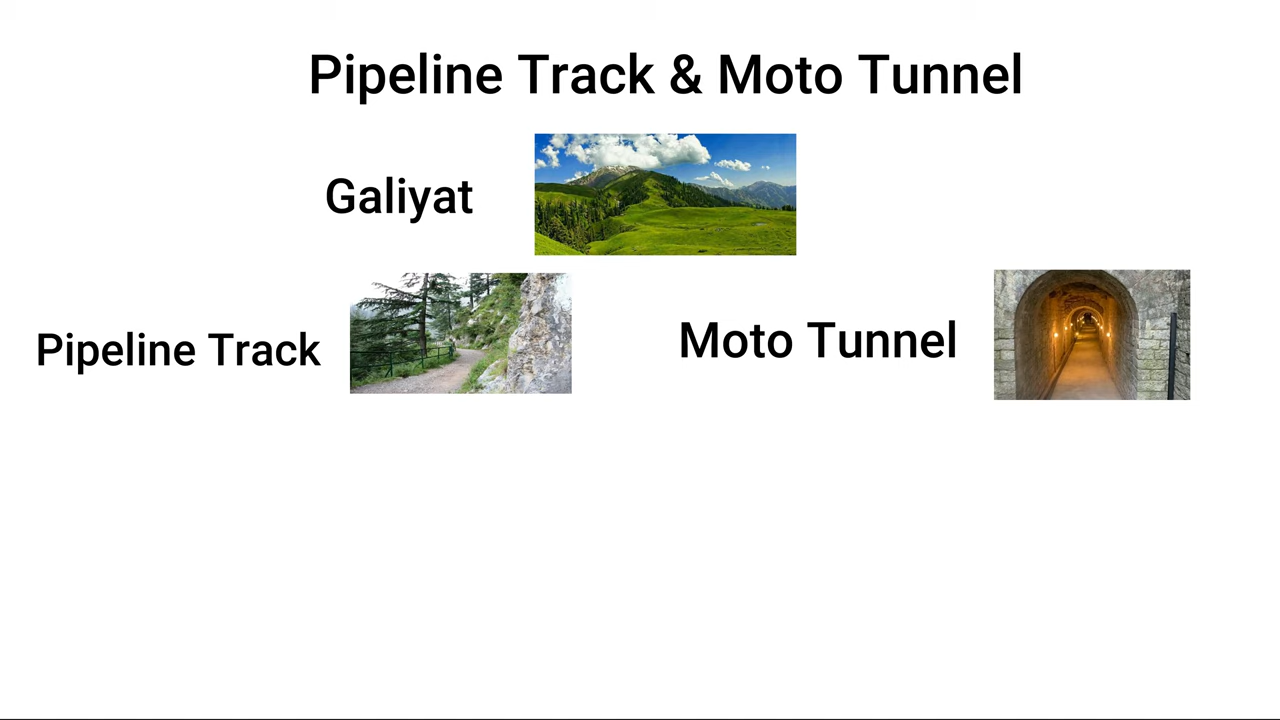 Pipeline Track & Moto Tunnel
Galiyat
Pipeline Track
Moto Tunnel